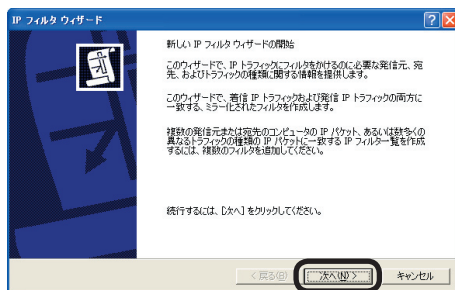 IP フィルタ ウィザード
新しい IP フィルタ ウィザードの開始
このウィザードで、IP トラフィックにフィルタをかけるのに必要な発信元、宛
先、およびトラフィックの種類に関する情報を提供します。
このウィザードで、着信 IP トラフィックおよび発信 IP トラフィックの両方に
一致する、ミラー化されたフィルタを作成します。
複数の発信元または宛先のコンピュータの IP パケット、あるいは数多くの
異なるトラフィックの種類の IP パケットに一致する IP フィルタ一覧を作成
するには、複数のフィルタを追加してください。
続行するには、[次へ] をクリックしてください。
< 戻る(B) 次へ(N) > キャンセル